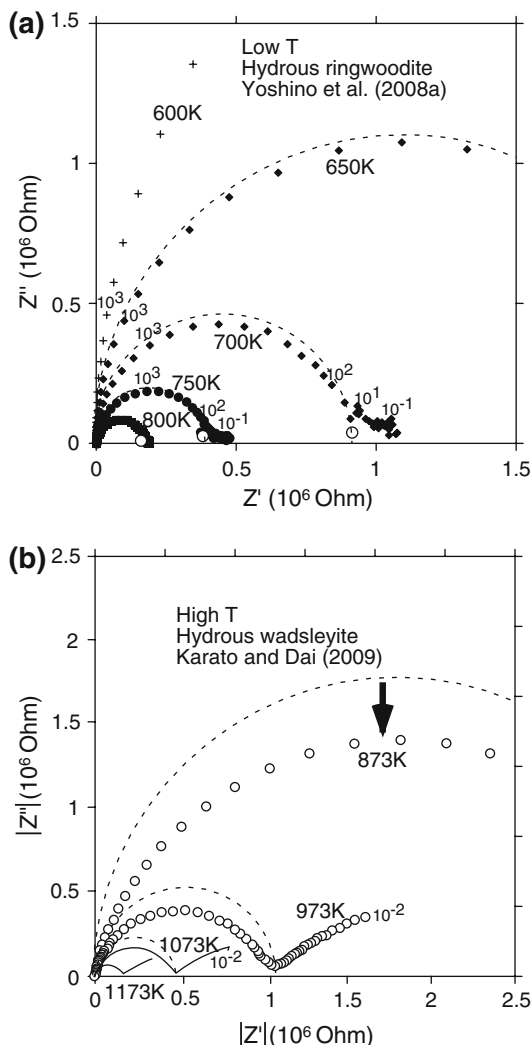 (a)
1.5
Low T
Hydrous ringwoodite
Yoshino et al. (2008a)
600K
1
650K
Z'' (10⁶ Ohm)
10³
10³
10³
0.5
700K
10³
750K
10²
10¹
800K
10²
10⁻¹
10⁻¹
0
0
0.5
1
1.5
Z' (10⁶ Ohm)
(b)
2.5
High T
Hydrous wadsleyite
Karato and Dai (2009)
2
1.5
873K
|Z''| (10⁶ Ohm)
1
0.5
973K
10⁻²
1073K
10⁻²
0
1173K
0
0.5
1
1.5
2
2.5
|Z'| (10⁶ Ohm)